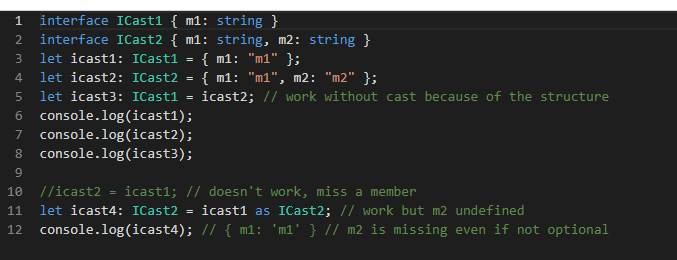 1 interface ICast1 { m1: string }
2 interface ICast2 { m1: string, m2: string }
3 let icast1: ICast1 = { m1: "m1" };
4 let icast2: ICast2 = { m1: "m1", m2: "m2" };
5 let icast3: ICast1 = icast2; // work without cast because of the structure
6 console.log(icast1);
7 console.log(icast2);
8 console.log(icast3);
9
10 //icast2 = icast1; // doesn't work, miss a member
11 let icast4: ICast2 = icast1 as ICast2; // work but m2 undefined
12 console.log(icast4); // { m1: 'm1' } // m2 is missing even if not optional